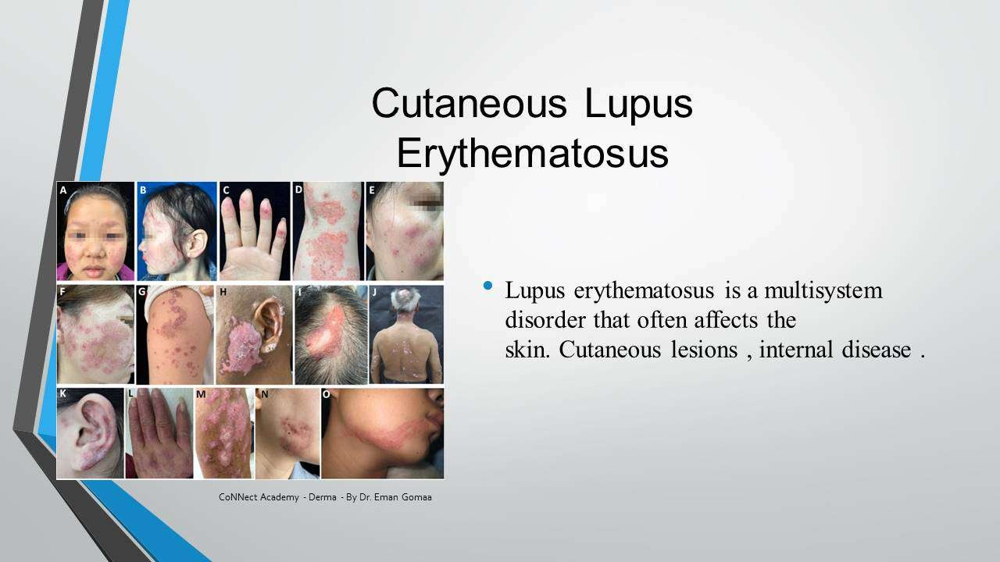 Cutaneous Lupus
Erythematosus
A B C D E
F G H I J
K L M N O
Lupus erythematosus is a multisystem
disorder that often affects the
skin. Cutaneous lesions , internal disease .
CoNNect Academy - Derma - By Dr. Eman Gomaa